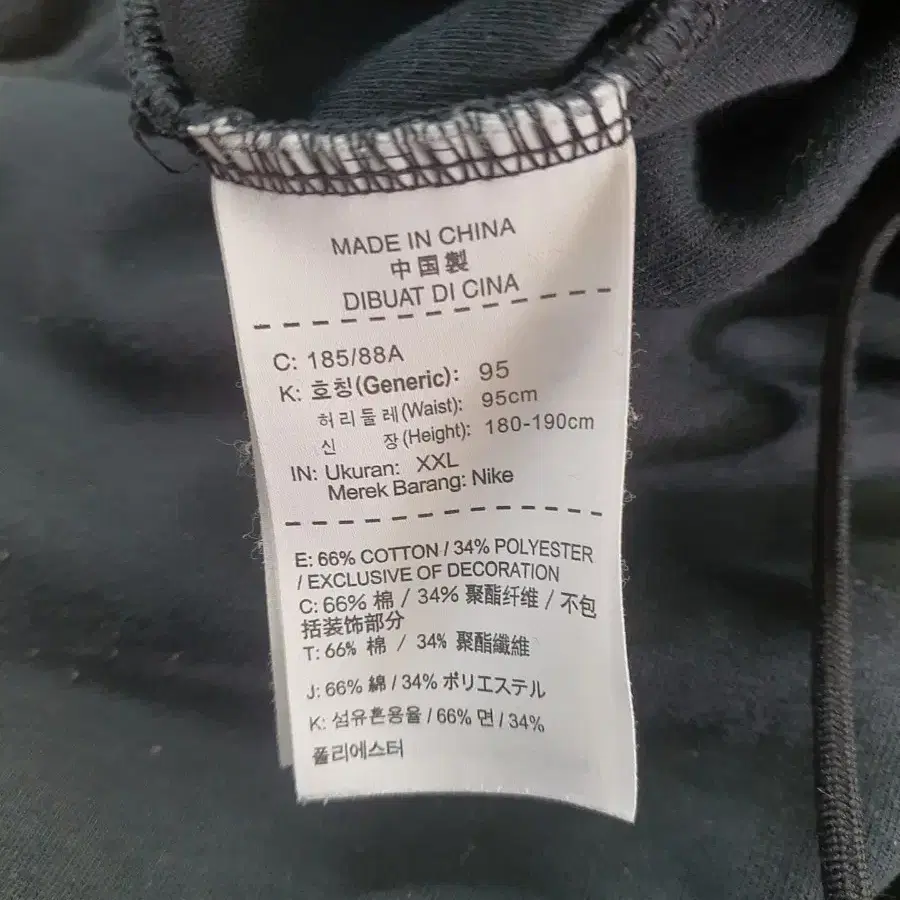 MADE IN CHINA
中国製
DIBUAT DI CINA
C: 185/88A
K: 호칭(Generic): 95
허리둘레(Waist): 95cm
신 장(Height): 180-190cm
IN: Ukuran: XXL
Merek Barang: Nike
E: 66% COTTON / 34% POLYESTER
/ EXCLUSIVE OF DECORATION
C: 66% 棉 / 34% 聚酯纤维 / 不包
括装饰部分
T: 66% 棉 / 34% 聚酯纖維
J: 66% 綿 / 34% ポリエステル
K: 섬유혼용율 / 66% 면 / 34%
폴리에스터